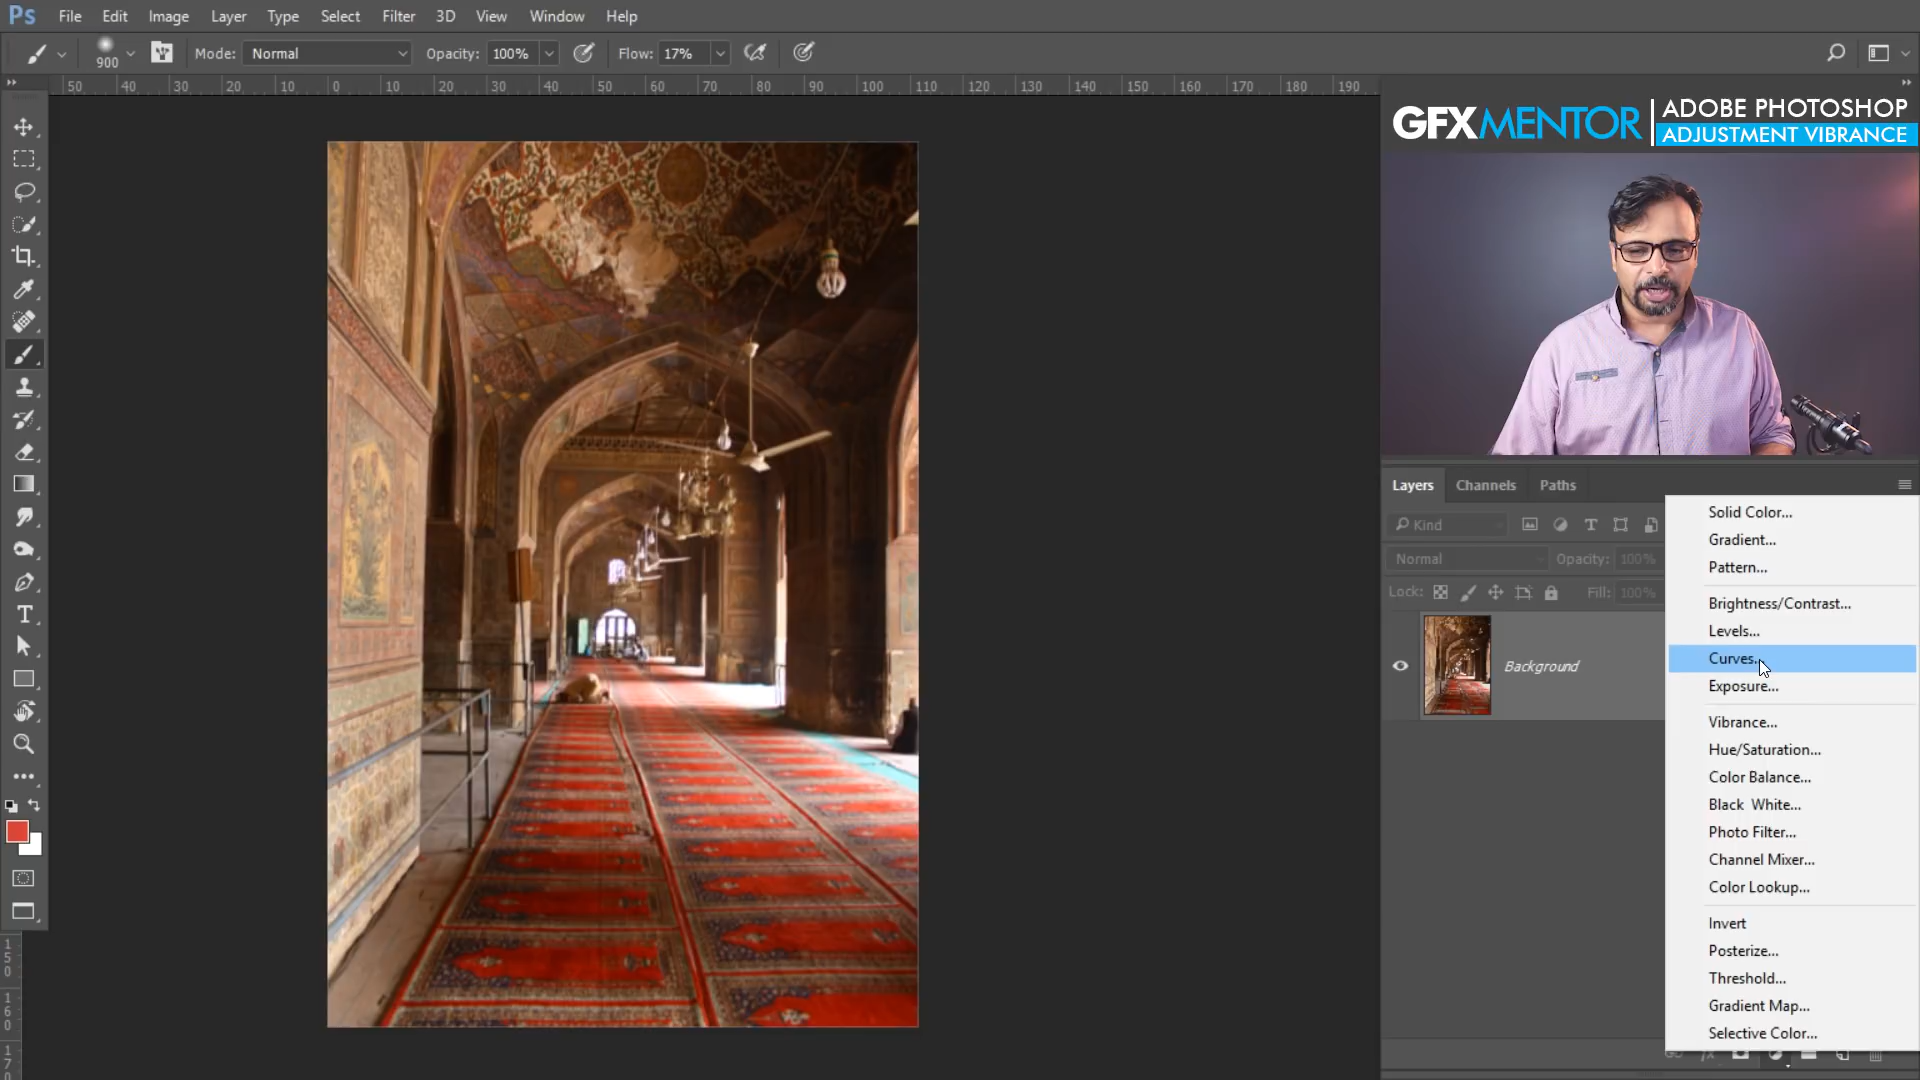 Ps File Edit Image Layer Type Select Filter 3D View Window Help
900 Mode: Normal Opacity: 100% Flow: 17%
50 40 30 20 10 0 10 20 30 40 50 60 70 80 90 100 110 120 130 140 150 160 170 180 190
GFXMENTOR ADOBE PHOTOSHOP
ADJUSTMENT VIBRANCE
Layers Channels Paths
Kind
Normal Opacity: 100%
Lock: Fill: 100%
Background
Solid Color...
Gradient...
Pattern...
Brightness/Contrast...
Levels...
Curves...
Exposure...
Vibrance...
Hue/Saturation...
Color Balance...
Black White...
Photo Filter...
Channel Mixer...
Color Lookup...
Invert
Posterize...
Threshold...
Gradient Map...
Selective Color...
150
160
170